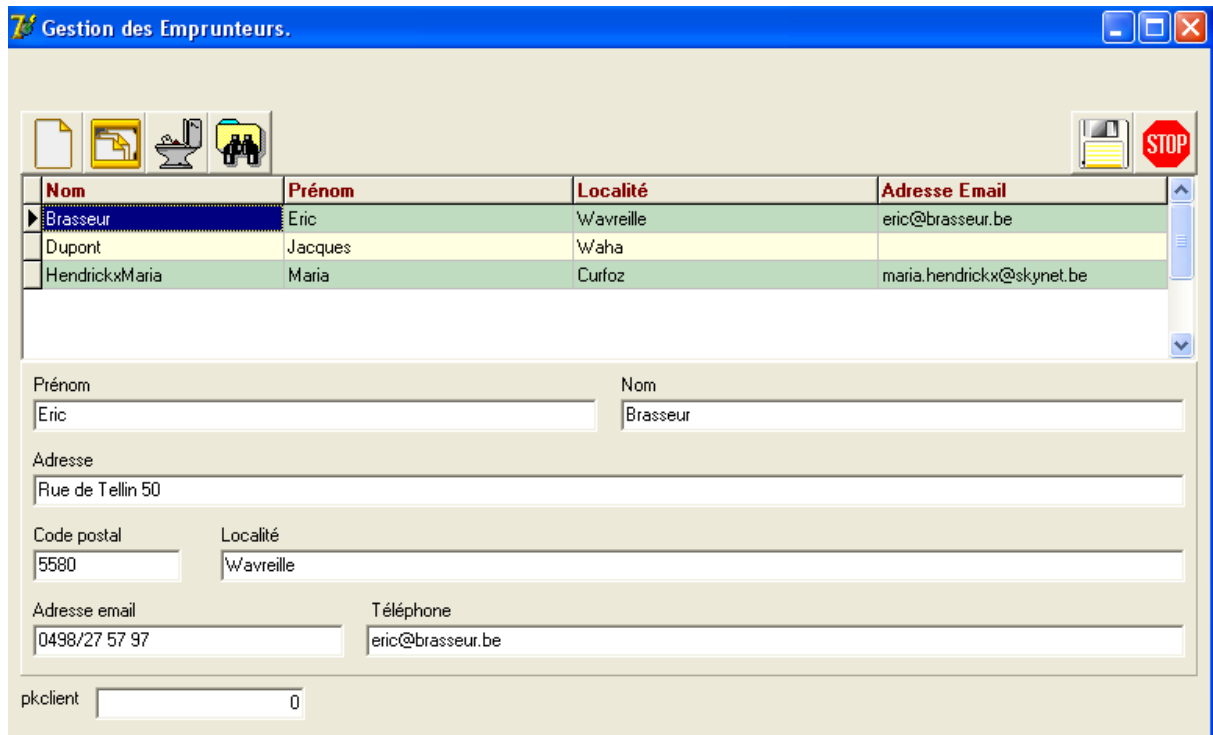 Gestion des Emprunteurs.
STOP
Nom Prénom Localité Adresse Email
Brasseur Eric Wavreille eric@brasseur.be
Dupont Jacques Waha
HendrickxMaria Maria Curfoz maria.hendrickx@skynet.be
Prénom Nom
Eric Brasseur
Adresse
Rue de Tellin 50
Code postal Localité
5580 Wavreille
Adresse email Téléphone
0498/27 57 97 eric@brasseur.be
pkclient 0